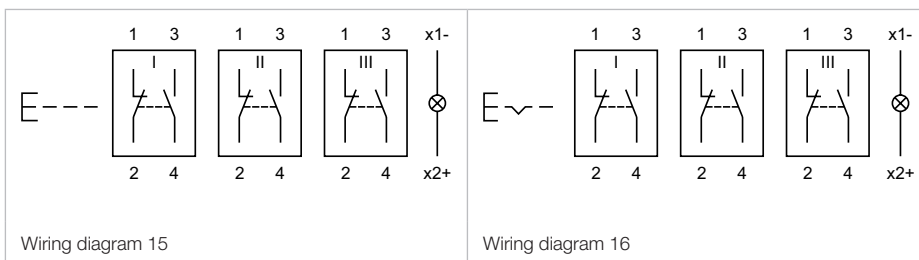 1 3 1 3 1 3 x1- 1 3 1 3 1 3 x1-
I II III I II III
2 4 2 4 2 4 x2+ 2 4 2 4 2 4 x2+
Wiring diagram 15 Wiring diagram 16